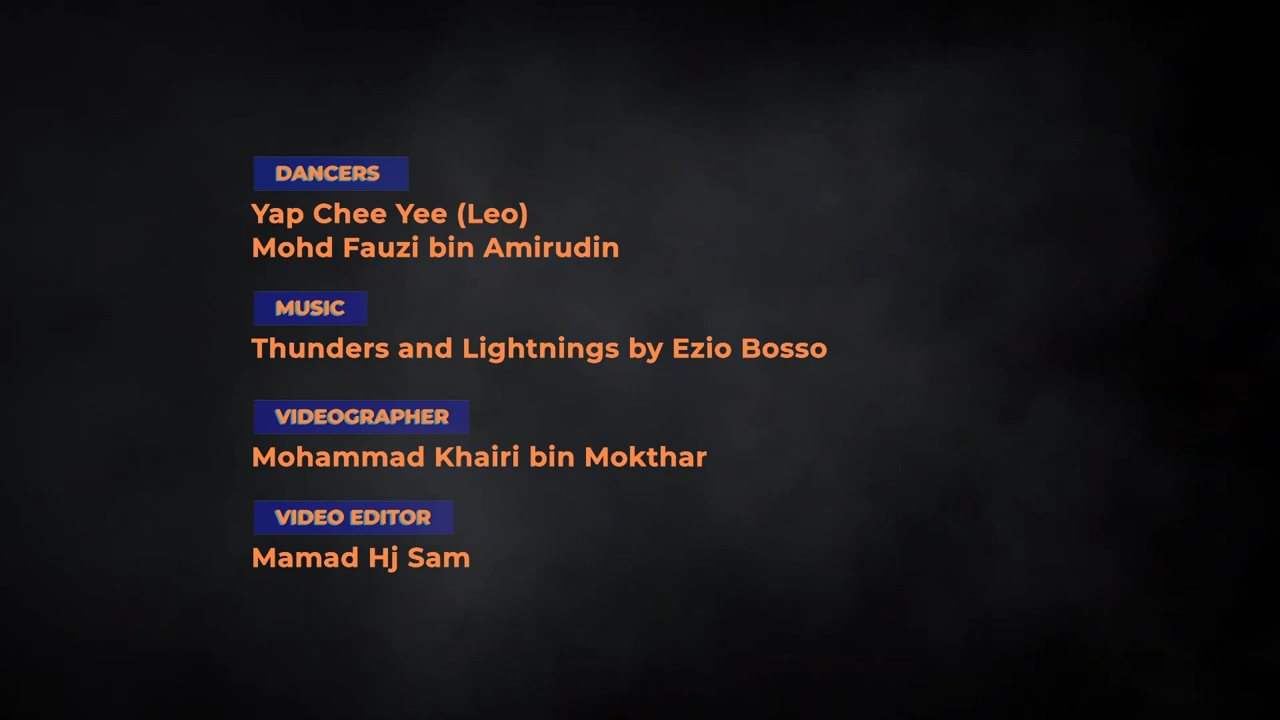 DANCERS
Yap Chee Yee (Leo)
Mohd Fauzi bin Amirudin
MUSIC
Thunders and Lightnings by Ezio Bosso
VIDEOGRAPHER
Mohammad Khairi bin Mokthar
VIDEO EDITOR
Mamad Hj Sam